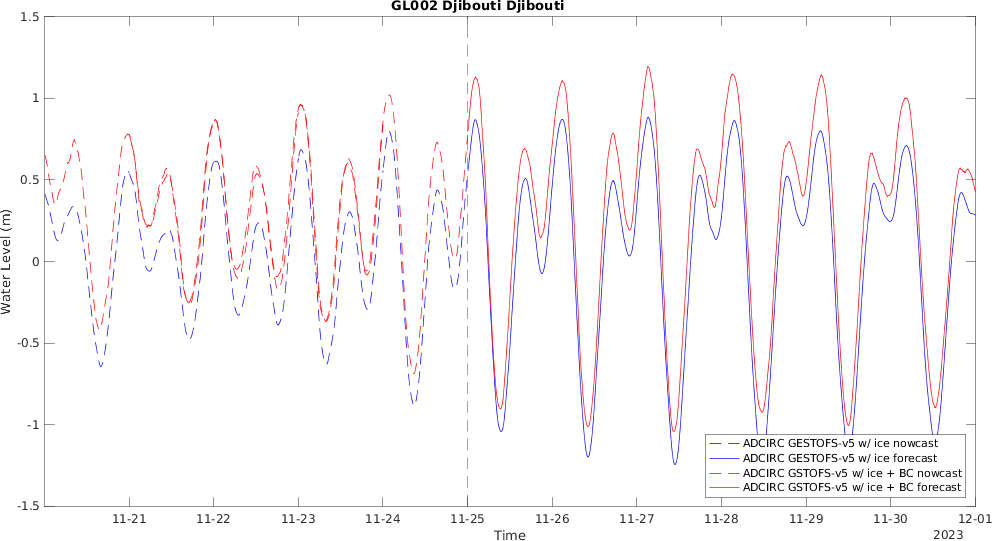 GL002 Djibouti Djibouti
1.5
1
0.5
0
-0.5
-1
-1.5
Water Level (m)
11-21 11-22 11-23 11-24 11-25 11-26 11-27 11-28 11-29 11-30 12-01
Time
2023
ADCIRC GESTOFS-v5 w/ ice nowcast
ADCIRC GESTOFS-v5 w/ ice forecast
ADCIRC GSTOFS-v5 w/ ice + BC nowcast
ADCIRC GSTOFS-v5 w/ ice + BC forecast